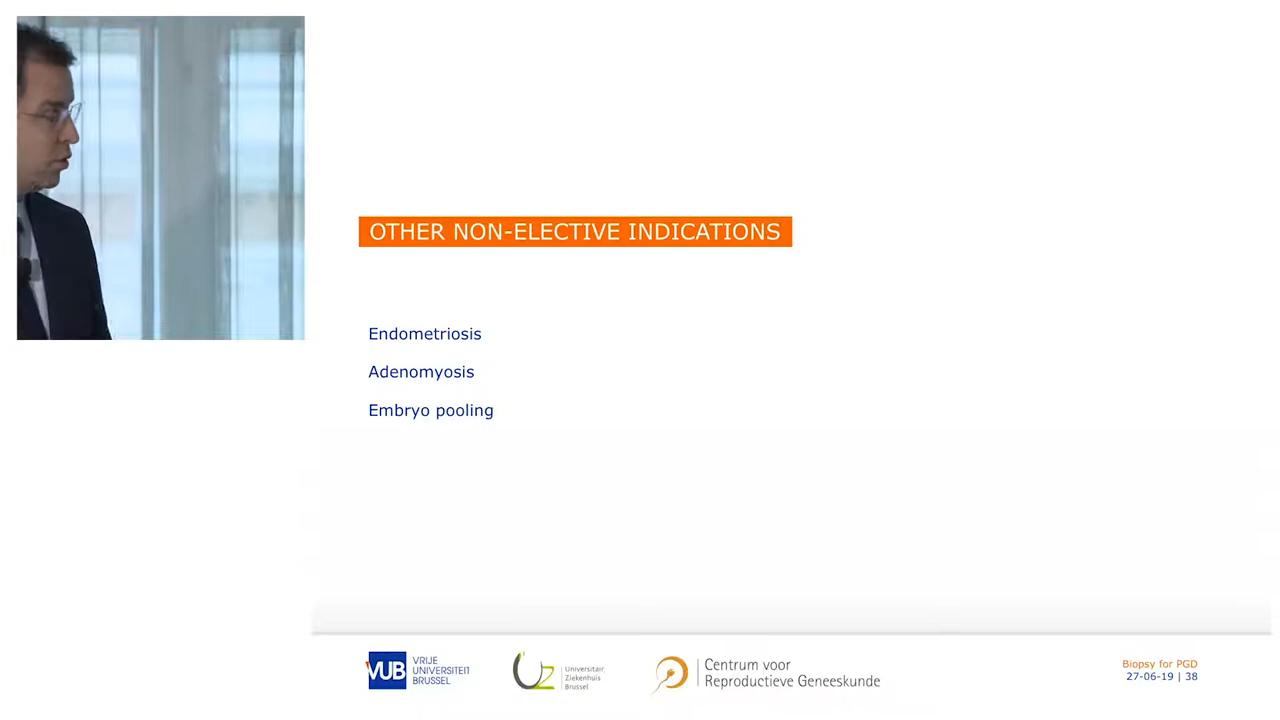 OTHER NON-ELECTIVE INDICATIONS
Endometriosis
Adenomyosis
Embryo pooling
VUB
VRIJE
UNIVERSITEIT
BRUSSEL
UZ
Universitair
Ziekenhuis
Brussel
Centrum voor
Reproductieve Geneeskunde
Biopsy for PGD
27-06-19 | 38